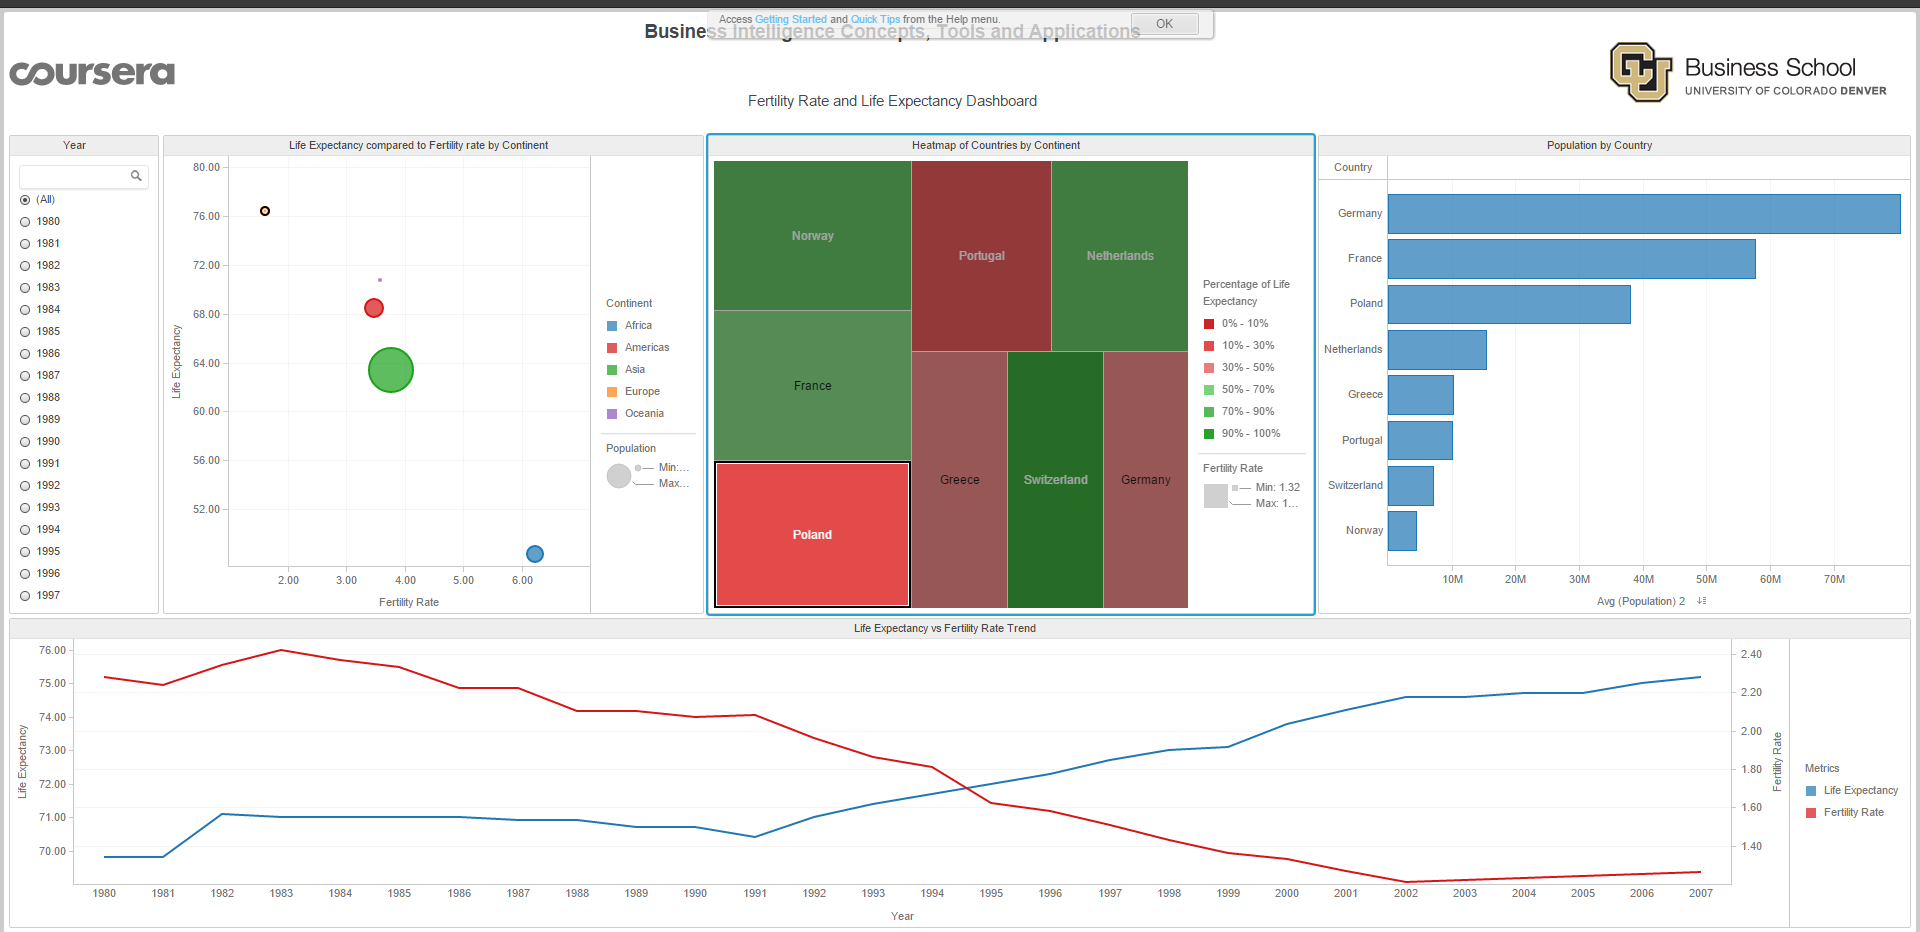 Access Getting Started and Quick Tips from the Help menu.
OK
Business Intelligence Concepts, Tools and Applications
coursera
Fertility Rate and Life Expectancy Dashboard
CU
Business School
UNIVERSITY OF COLORADO DENVER
Year
(All)
1980
1981
1982
1983
1984
1985
1986
1987
1988
1989
1990
1991
1992
1993
1994
1995
1996
1997
Life Expectancy compared to Fertility rate by Continent
80.00
76.00
72.00
68.00
64.00
60.00
56.00
52.00
Life Expectancy
2.00 3.00 4.00 5.00 6.00
Fertility Rate
Continent
Africa
Americas
Asia
Europe
Oceania
Population
Min:...
Max...
Heatmap of Countries by Continent
Norway
Portugal
Netherlands
France
Greece
Switzerland
Germany
Poland
Percentage of Life
Expectancy
0% - 10%
10% - 30%
30% - 50%
50% - 70%
70% - 90%
90% - 100%
Fertility Rate
Min: 1.32
Max: 1...
Population by Country
Country
Germany
France
Poland
Netherlands
Greece
Portugal
Switzerland
Norway
10M 20M 30M 40M 50M 60M 70M
Avg (Population) 2
Life Expectancy vs Fertility Rate Trend
76.00
75.00
74.00
73.00
72.00
71.00
70.00
Life Expectancy
2.40
2.20
2.00
1.80
1.60
1.40
Fertility Rate
1980 1981 1982 1983 1984 1985 1986 1987 1988 1989 1990 1991 1992 1993 1994 1995 1996 1997 1998 1999 2000 2001 2002 2003 2004 2005 2006 2007
Year
Metrics
Life Expectancy
Fertility Rate